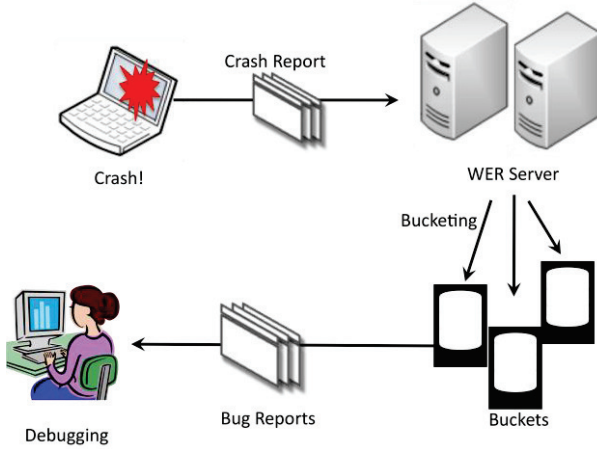 Crash Report
Crash!
WER Server
Bucketing
Debugging
Bug Reports
Buckets